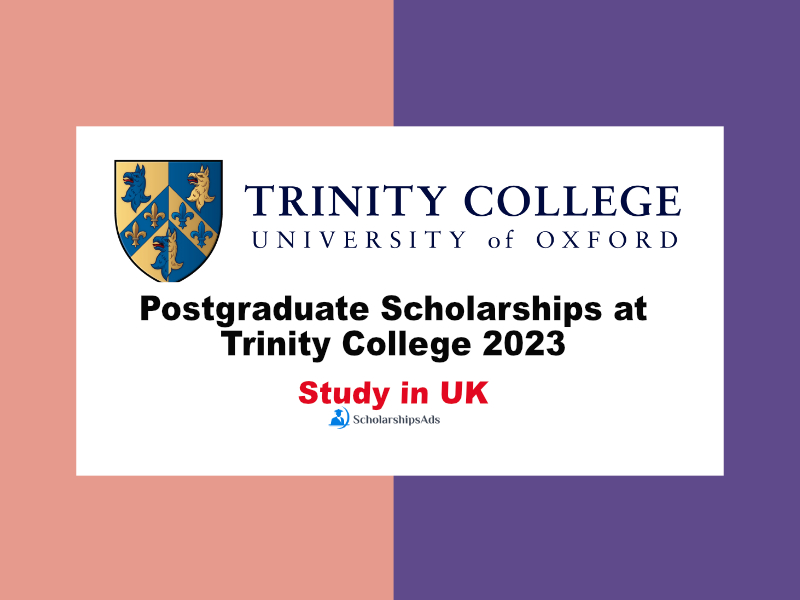 TRINITY COLLEGE
UNIVERSITY of OXFORD
Postgraduate Scholarships at
Trinity College 2023
Study in UK
ScholarshipsAds